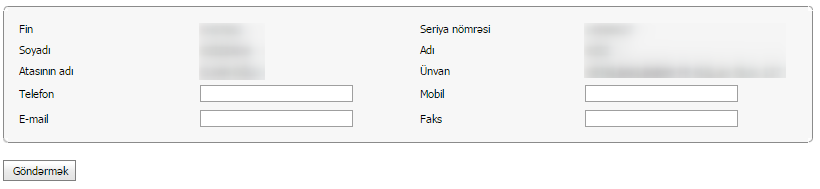 Fin Seriya nömrəsi
Soyadı Adı
Atasının adı Ünvan
Telefon Mobil
E-mail Faks
Göndərmək